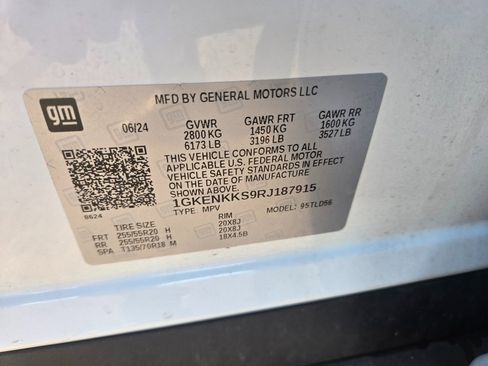 gm
MFD BY GENERAL MOTORS LLC
06/24 GVWR GAWR FRT GAWR RR
2800 KG 1450 KG 1600 KG
6173 LB 3196 LB 3527 LB
THIS VEHICLE CONFORMS TO ALL
APPLICABLE U.S. FEDERAL MOTOR
VEHICLE SAFETY STANDARDS IN EFFECT
ON THE DATE OF MANUFACTURE SHOWN ABOVE.
1GKENKKS9RJ187915
8624 TYPE: MPV MODEL: 95TLD56
TIRE SIZE RIM
FRT 255/55R20 H 20X8J
RR 255/55R20 H 20X8J
SPA T135/70R18 M 18X4.5B